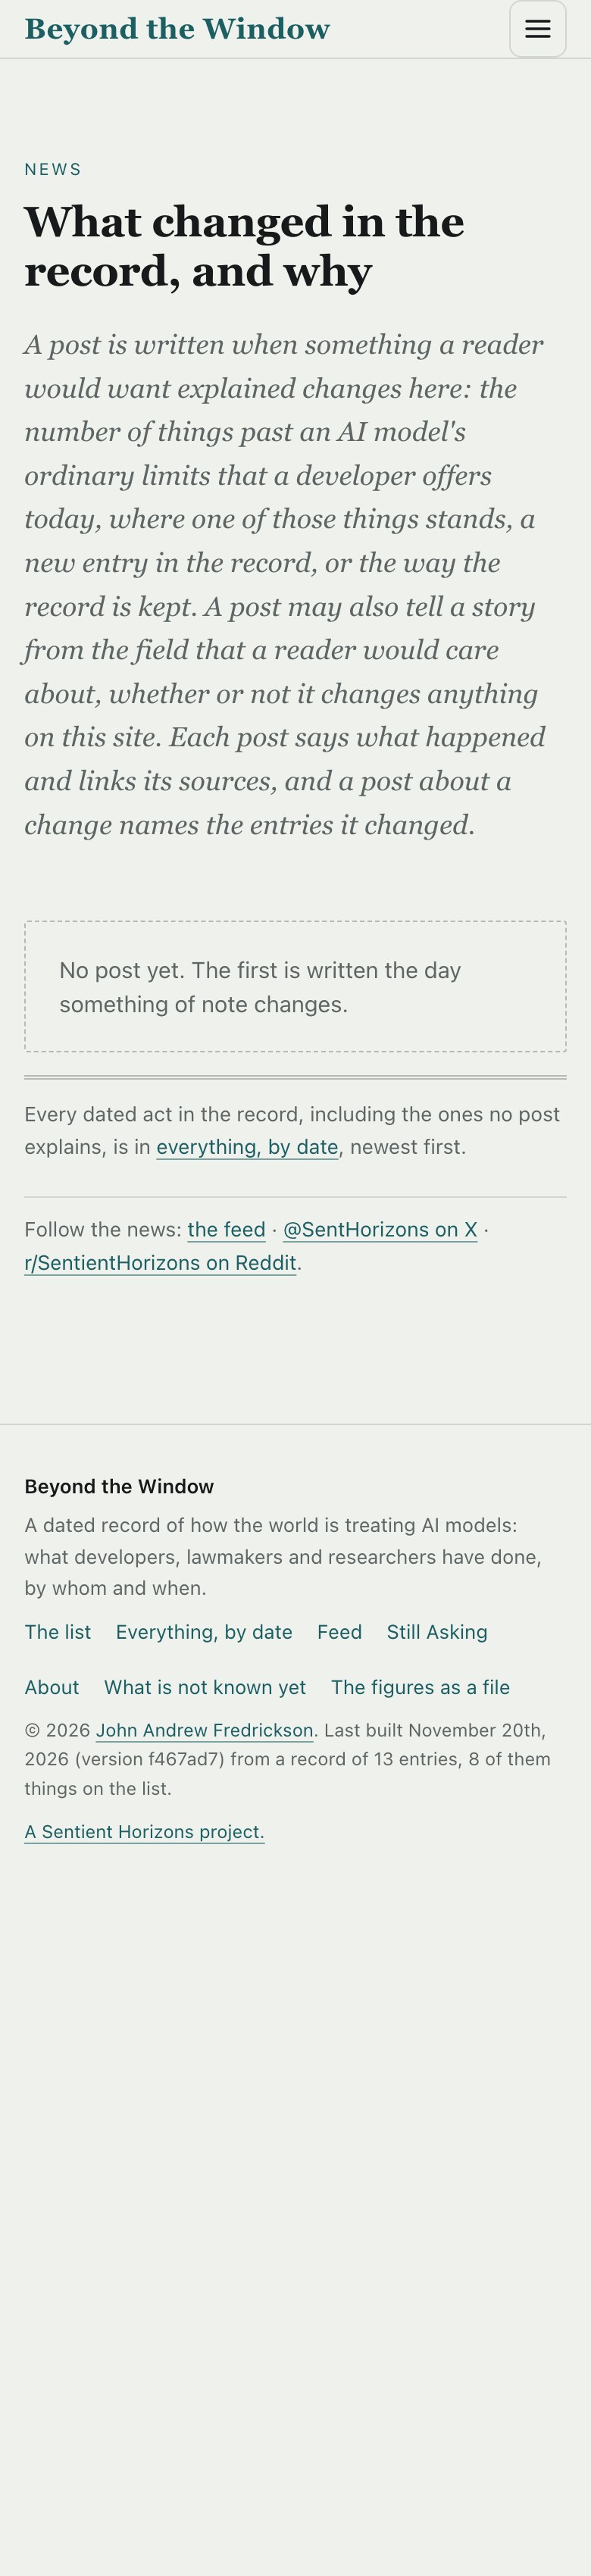 Beyond the Window
NEWS
What changed in the
record, and why
A post is written when something a reader
would want explained changes here: the
number of things past an AI model's
ordinary limits that a developer offers
today, where one of those things stands, a
new entry in the record, or the way the
record is kept. A post may also tell a story
from the field that a reader would care
about, whether or not it changes anything
on this site. Each post says what happened
and links its sources, and a post about a
change names the entries it changed.
No post yet. The first is written the day
something of note changes.
Every dated act in the record, including the ones no post
explains, is in everything, by date, newest first.
Follow the news: the feed · @SentHorizons on X ·
r/SentientHorizons on Reddit.
Beyond the Window
A dated record of how the world is treating AI models:
what developers, lawmakers and researchers have done,
by whom and when.
The list Everything, by date Feed Still Asking
About What is not known yet The figures as a file
© 2026 John Andrew Fredrickson. Last built November 20th,
2026 (version f467ad7) from a record of 13 entries, 8 of them
things on the list.
A Sentient Horizons project.